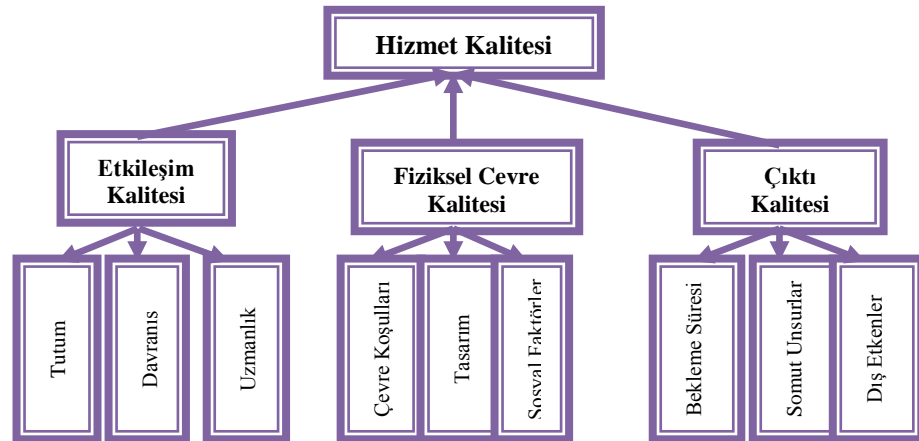 Hizmet Kalitesi
Etkileşim
Kalitesi
Fiziksel Cevre
Kalitesi
Çıktı
Kalitesi
Tutum
Davranıs
Uzmanlık
Çevre Koşulları
Tasarım
Sosyal Faktörler
Bekleme Süresi
Somut Unsurlar
Dış Etkenler